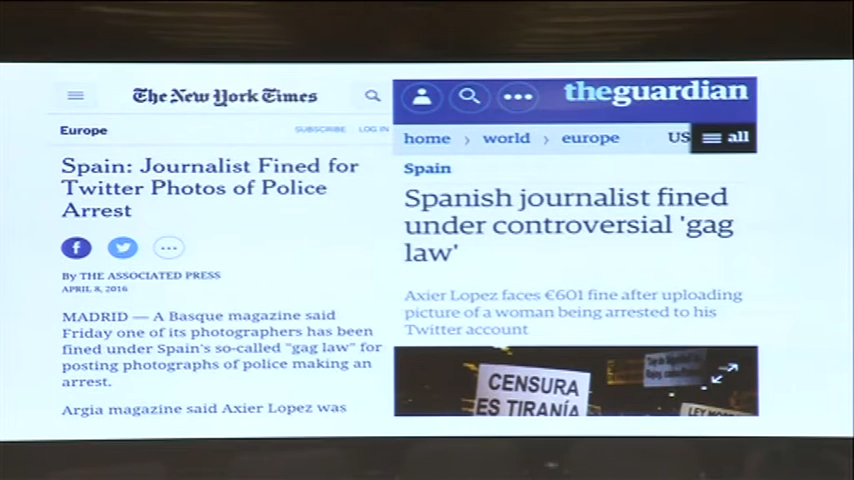 The New York Times
Europe
SUBSCRIBE LOG IN
Spain: Journalist Fined for
Twitter Photos of Police
Arrest
By THE ASSOCIATED PRESS
APRIL 8, 2016
MADRID — A Basque magazine said
Friday one of its photographers has been
fined under Spain's so-called "gag law" for
posting photographs of police making an
arrest.
Argia magazine said Axier Lopez was
theguardian
home › world › europe US all
Spain
Spanish journalist fined
under controversial 'gag
law'
Axier Lopez faces €601 fine after uploading
picture of a woman being arrested to his
Twitter account
CENSURA
ES TIRANÍA
LEY